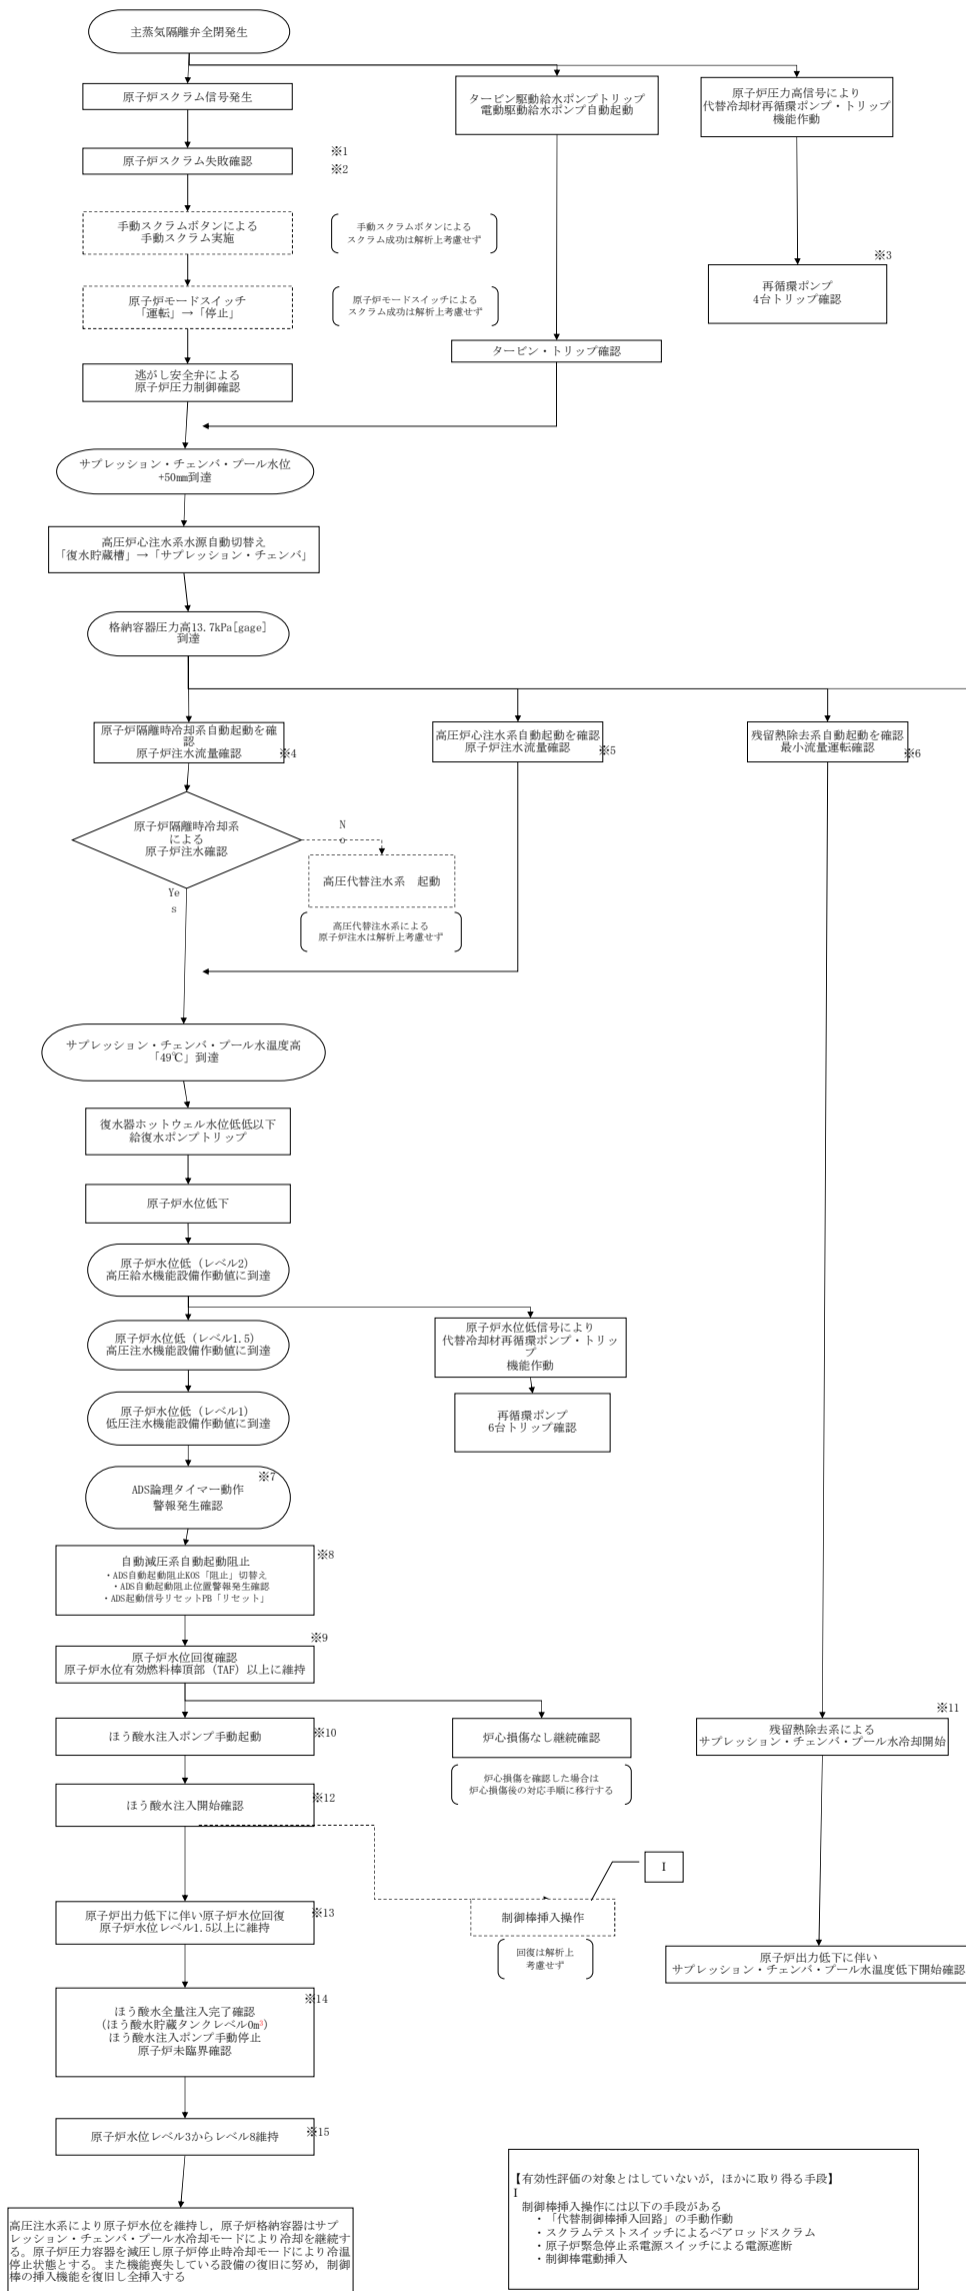 主蒸気隔離弁全閉発生
原子炉スクラム信号発生
タービン駆動給水ポンプトリップ
電動駆動給水ポンプ自動起動
原子炉圧力高信号により
代替冷却材再循環ポンプ・トリップ
機能作動
原子炉スクラム失敗確認
※1
※2
手動スクラムボタンによる
手動スクラム実施
手動スクラムボタンによる
スクラム成功は解析上考慮せず
※3
再循環ポンプ
4台トリップ確認
原子炉モードスイッチ
「運転」→「停止」
原子炉モードスイッチによる
スクラム成功は解析上考慮せず
タービン・トリップ確認
逃がし安全弁による
原子炉圧力制御確認
サプレッション・チェンバ・プール水位
+50mm到達
高圧炉心注水系水源自動切替え
「復水貯蔵槽」→「サプレッション・チェンバ」
格納容器圧力高13.7kPa[gage]
到達
原子炉隔離時冷却系自動起動を確
認
原子炉注水流量確認
※4
高圧炉心注水系自動起動を確認
原子炉注水流量確認
※5
残留熱除去系自動起動を確認
最小流量運転確認
※6
原子炉隔離時冷却系
による
原子炉注水確認
N
o
高圧代替注水系　起動
Ye
s
高圧代替注水系による
原子炉注水は解析上考慮せず
サプレッション・チェンバ・プール水温度高
「49℃」到達
復水器ホットウェル水位低低以下
給復水ポンプトリップ
原子炉水位低下
原子炉水位低（レベル2）
高圧給水機能設備作動値に到達
原子炉水位低（レベル1.5）
高圧注水機能設備作動値に到達
原子炉水位低信号により
代替冷却材再循環ポンプ・トリッ
プ
機能作動
原子炉水位低（レベル1）
低圧注水機能設備作動値に到達
再循環ポンプ
6台トリップ確認
※7
ADS論理タイマー動作
警報発生確認
自動減圧系自動起動阻止
・ADS自動起動阻止KOS「阻止」切替え
・ADS自動起動阻止位置警報発生確認
・ADS起動信号リセットPB「リセット」
※8
※9
原子炉水位回復確認
原子炉水位有効燃料棒頂部（TAF）以上に維持
※11
ほう酸水注入ポンプ手動起動
※10
炉心損傷なし継続確認
残留熱除去系による
サプレッション・チェンバ・プール水冷却開始
炉心損傷を確認した場合は
炉心損傷後の対応手順に移行する
ほう酸水注入開始確認
※12
I
原子炉出力低下に伴い原子炉水位回復
原子炉水位レベル1.5以上に維持
※13
制御棒挿入操作
回復は解析上
考慮せず
原子炉出力低下に伴い
サプレッション・チェンバ・プール水温度低下開始確認
※14
ほう酸水全量注入完了確認
（ほう酸水貯蔵タンクレベル0m³）
ほう酸水注入ポンプ手動停止
原子炉未臨界確認
原子炉水位レベル3からレベル8維持
※15
高圧注水系により原子炉水位を維持し，原子炉格納容器はサプ
レッション・チェンバ・プール水冷却モードにより冷却を継続す
る。原子炉圧力容器を減圧し原子炉停止時冷却モードにより冷温
停止状態とする。また機能喪失している設備の復旧に努め，制御
棒の挿入機能を復旧し全挿入する
【有効性評価の対象とはしていないが，ほかに取り得る手段】
I
制御棒挿入操作には以下の手段がある
・「代替制御棒挿入回路」の手動作動
・スクラムテストスイッチによるペアロッドスクラム
・原子炉緊急停止系電源スイッチによる電源遮断
・制御棒電動挿入